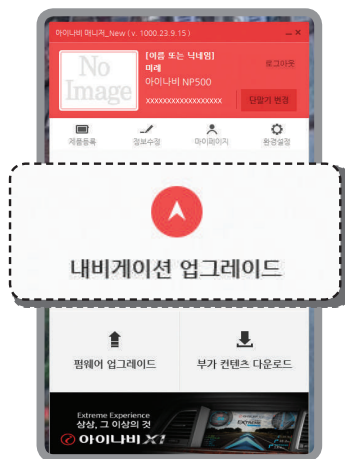 아이나비 매니저_New ( v. 1000.23.9.15 )
No
Image
[이름 또는 닉네임]
미래
아이나비 NP500
xxxxxxxxxxxxxxxxxx
로그아웃
단말기 변경
제품등록
정보수정
마이페이지
환경설정
내비게이션 업그레이드
펌웨어 업그레이드
부가 컨텐츠 다운로드
Extreme Experience
상상, 그 이상의 것
아이나비 X1
EXTREME